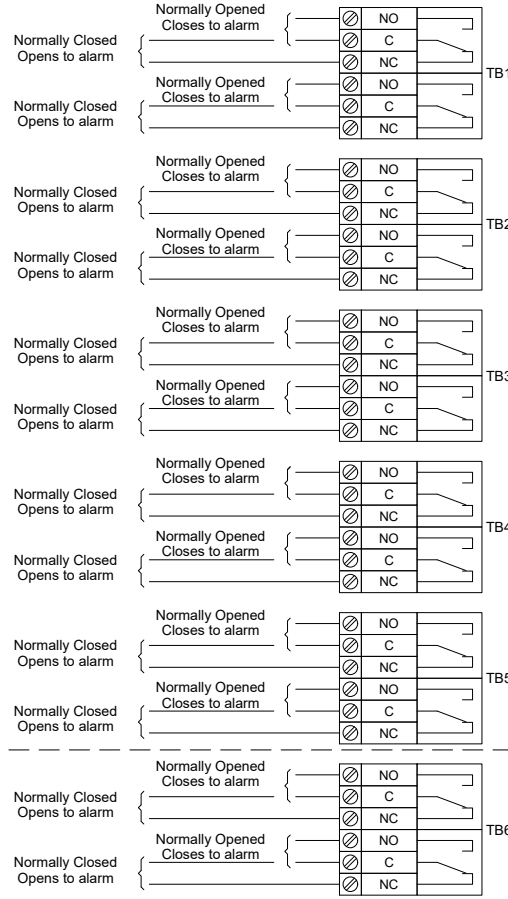 Normally Opened
Closes to alarm
NO
Normally Closed
Opens to alarm
C
NC
TB1
Normally Opened
Closes to alarm
NO
Normally Closed
Opens to alarm
C
NC
Normally Opened
Closes to alarm
NO
Normally Closed
Opens to alarm
C
NC
TB2
Normally Opened
Closes to alarm
NO
Normally Closed
Opens to alarm
C
NC
Normally Opened
Closes to alarm
NO
Normally Closed
Opens to alarm
C
NC
TB3
Normally Opened
Closes to alarm
NO
Normally Closed
Opens to alarm
C
NC
Normally Opened
Closes to alarm
NO
Normally Closed
Opens to alarm
C
NC
TB4
Normally Opened
Closes to alarm
NO
Normally Closed
Opens to alarm
C
NC
Normally Opened
Closes to alarm
NO
Normally Closed
Opens to alarm
C
NC
TB5
Normally Opened
Closes to alarm
NO
Normally Closed
Opens to alarm
C
NC
Normally Opened
Closes to alarm
NO
Normally Closed
Opens to alarm
C
NC
TB6
Normally Opened
Closes to alarm
NO
Normally Closed
Opens to alarm
C
NC